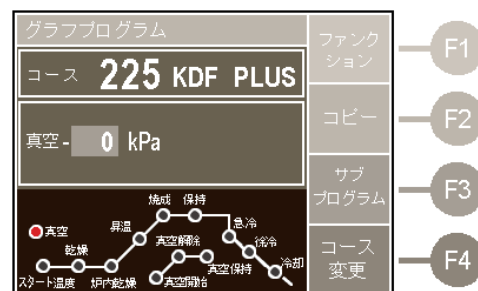 グラフプログラム
コース 225 KDF PLUS
真空 - 0 kPa
焼成 保持
真空 昇温 急冷
乾燥 真空解除 徐冷
スタート温度 炉内乾燥 真空開始 真空保持 冷却
ファンク
ション
コピー
サブ
プログラム
コース
変更
F1
F2
F3
F4